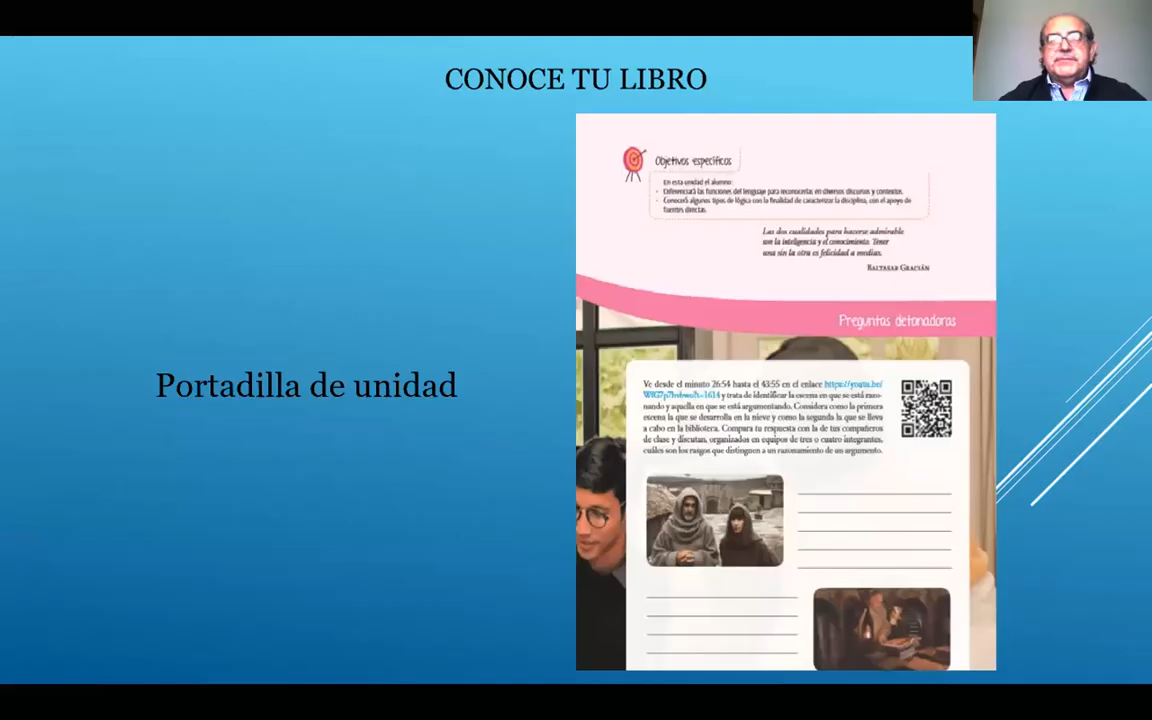 CONOCE TU LIBRO
Portadilla de unidad
Objetivos específicos
En esta unidad el alumno:
Diferenciará las funciones del lenguaje para reconocerlas en diversos discursos y contextos.
Conocerá algunos tipos de lógica con la finalidad de caracterizar la disciplina, con el apoyo de
fuentes directas.
Las dos cualidades para hacerse admirable
son la inteligencia y el conocimiento. Tener
una sin la otra es felicidad a medias.
Baltasar Gracián
Preguntas detonadoras
Ve desde el minuto 26:54 hasta el 43:55 en el enlace https://youtu.be/
y trata de identificar la escena en que se está razo-
nando y aquella en que se está argumentando. Considera como la primera
escena la que se desarrolla en la nieve y como la segunda la que se lleva
a cabo en la biblioteca. Compara tu respuesta con la de tus compañeros
de clase y discutan, organizados en equipos de tres o cuatro integrantes,
cuáles son los rasgos que distinguen a un razonamiento de un argumento.